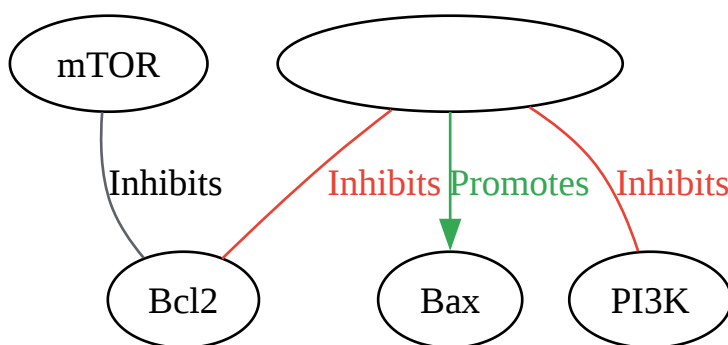 mTOR
Inhibits
Inhibits
Promotes
Inhibits
Bcl2
Bax
PI3K